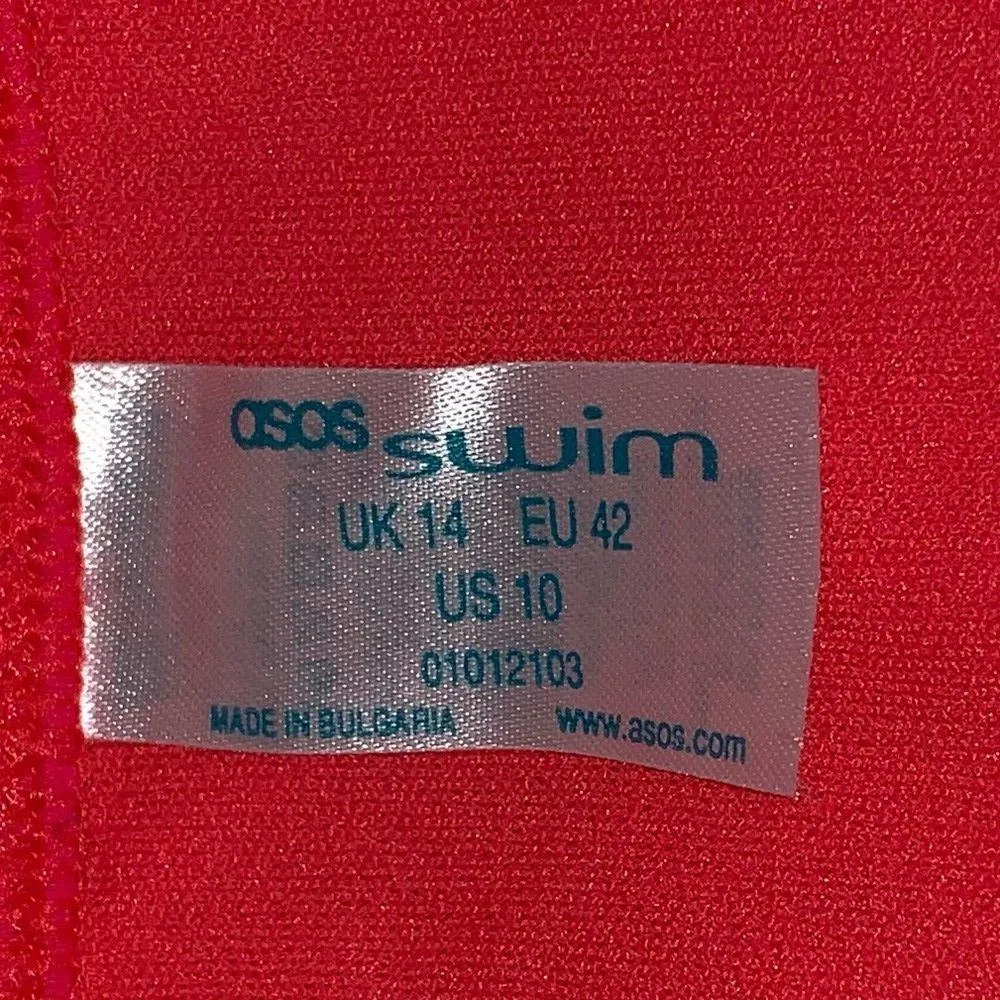 asos swim
UK 14 EU 42
US 10
01012103
MADE IN BULGARIA www.asos.com